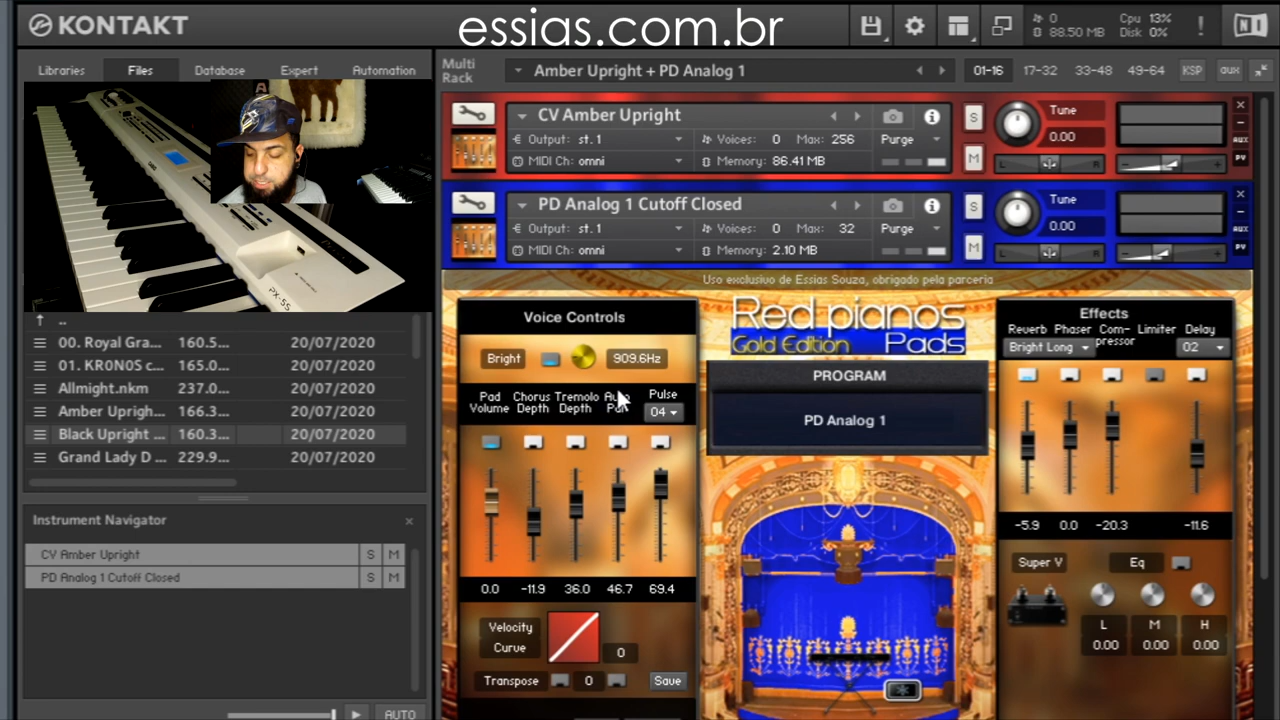 KONTAKT
essias.com.br
0
88.50 MB
Cpu 13%
Disk 0%
!
NI
Libraries Files Database Expert Automation
Multi Rack
Amber Upright + PD Analog 1
01-16 17-32 33-48 49-64 KSP aux
CV Amber Upright
Output: st. 1 Voices: 0 Max: 256 Purge
MIDI Ch: omni Memory: 86.41 MB
S
M
Tune
0.00
L R
- +
AUX
PV
PD Analog 1 Cutoff Closed
Output: st. 1 Voices: 0 Max: 32 Purge
MIDI Ch: omni Memory: 2.10 MB
S
M
Tune
0.00
L R
- +
AUX
PV
PX-5S
..
00. Royal Gra... 160.5... 20/07/2020
01. KRONOS c... 165.0... 20/07/2020
Allmight.nkm 237.0... 20/07/2020
Amber Uprigh... 166.3... 20/07/2020
Black Upright ... 160.3... 20/07/2020
Grand Lady D ... 229.9... 20/07/2020
Instrument Navigator
CV Amber Upright S M
PD Analog 1 Cutoff Closed S M
AUTO
Uso exclusivo de Essias Souza, obrigado pela parceria
Voice Controls
Bright 909.6Hz
Pad Volume
Chorus Depth
Tremolo Depth
Pulse
04
0.0 -11.9 36.0 46.7 69.4
Velocity Curve
0
Transpose 0 Save
Red pianos
Gold Edition Pads
PROGRAM
PD Analog 1
Effects
Reverb Phaser Com-pressor Limiter Delay
Bright Long 02
-5.9 0.0 -20.3 -11.6
Super V Eq
L M H
0.00 0.00 0.00